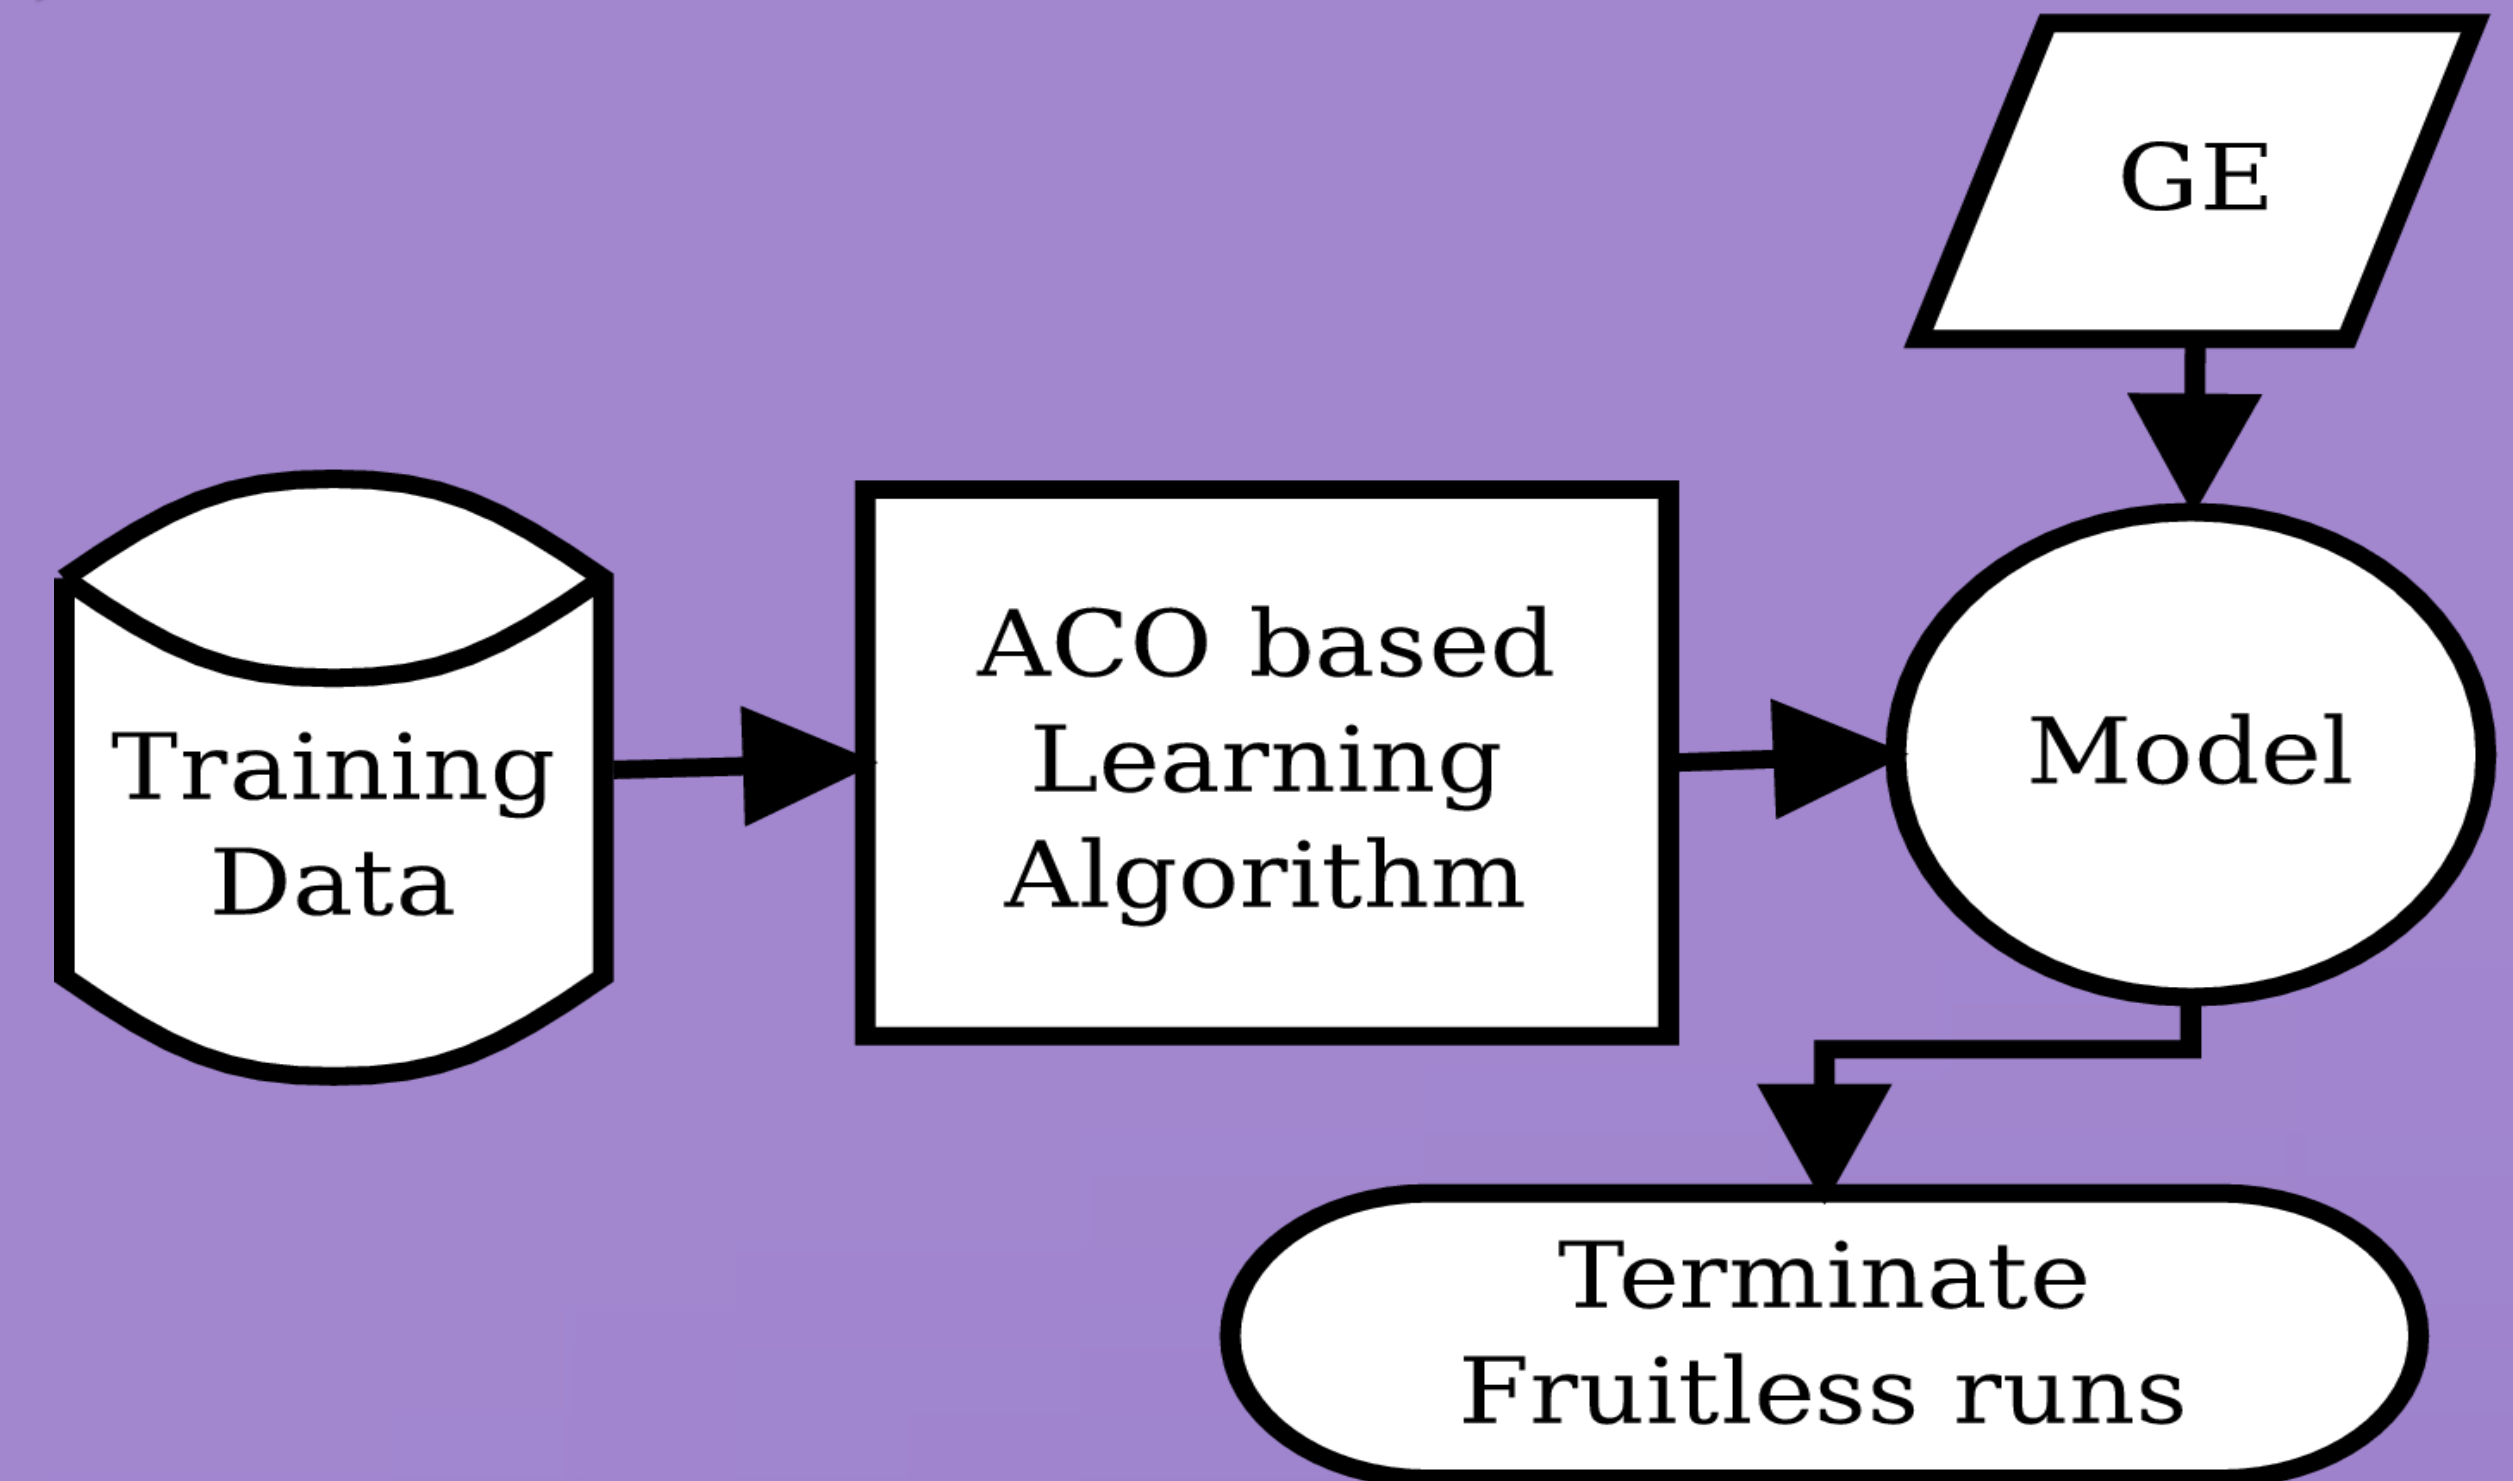 GE
Training
Data
ACO based
Learning
Algorithm
Model
Terminate
Fruitless runs